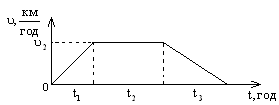 υ, км/год
υ₂
0
t₁ t₂ t₃ t, год